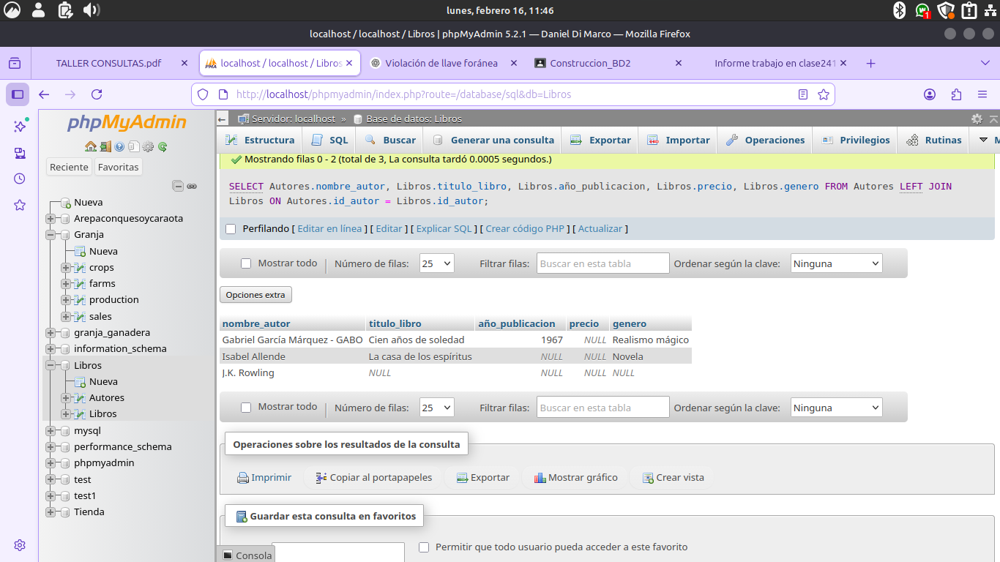 lunes, febrero 16, 11:46
1
localhost / localhost / Libros | phpMyAdmin 5.2.1 — Daniel Di Marco — Mozilla Firefox
TALLER CONSULTAS.pdf
PMA
localhost / localhost / Libros
Violación de llave foránea
Construccion_BD2
Informe trabajo en clase241
http://localhost/phpmyadmin/index.php?route=/database/sql&db=Libros
phpMyAdmin
Reciente
Favoritas
Nueva
Arepaconquesoycaraota
Granja
Nueva
crops
farms
production
sales
granja_ganadera
information_schema
Libros
Nueva
Autores
Libros
mysql
performance_schema
phpmyadmin
test
test1
Tienda
Servidor: localhost » Base de datos: Libros
Estructura SQL Buscar Generar una consulta Exportar Importar Operaciones Privilegios Rutinas M
Mostrando filas 0 - 2 (total de 3, La consulta tardó 0.0005 segundos.)
SELECT Autores.nombre_autor, Libros.titulo_libro, Libros.año_publicacion, Libros.precio, Libros.genero FROM Autores LEFT JOIN
Libros ON Autores.id_autor = Libros.id_autor;
Perfilando [ Editar en línea ] [ Editar ] [ Explicar SQL ] [ Crear código PHP ] [ Actualizar ]
Mostrar todo Número de filas: 25 Filtrar filas: Buscar en esta tabla Ordenar según la clave: Ninguna
Opciones extra
nombre_autor titulo_libro año_publicacion precio genero
Gabriel García Márquez - GABO Cien años de soledad 1967 NULL Realismo mágico
Isabel Allende La casa de los espíritus NULL NULL Novela
J.K. Rowling NULL NULL NULL NULL
Mostrar todo Número de filas: 25 Filtrar filas: Buscar en esta tabla Ordenar según la clave: Ninguna
Operaciones sobre los resultados de la consulta
Imprimir Copiar al portapapeles Exportar Mostrar gráfico Crear vista
Guardar esta consulta en favoritos
Permitir que todo usuario pueda acceder a este favorito
Consola